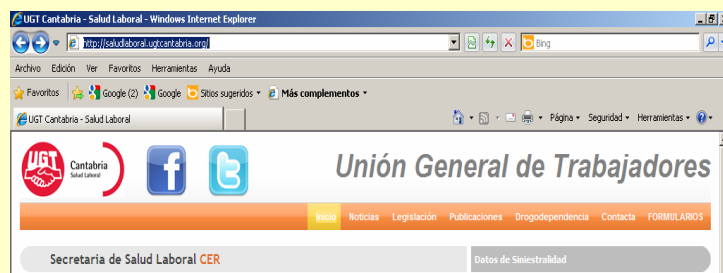 UGT Cantabria - Salud Laboral - Windows Internet Explorer
http://saludlaboral.ugtcantabria.org/
Bing
Archivo Edición Ver Favoritos Herramientas Ayuda
Favoritos Google (2) Google Sitios sugeridos Más complementos
UGT Cantabria - Salud Laboral
Página Seguridad Herramientas
UGT Cantabria
Salud Laboral
Unión General de Trabajadores
Inicio Noticias Legislación Publicaciones Drogodependencia Contacta FORMULARIOS
Secretaria de Salud Laboral CER
Datos de Siniestralidad